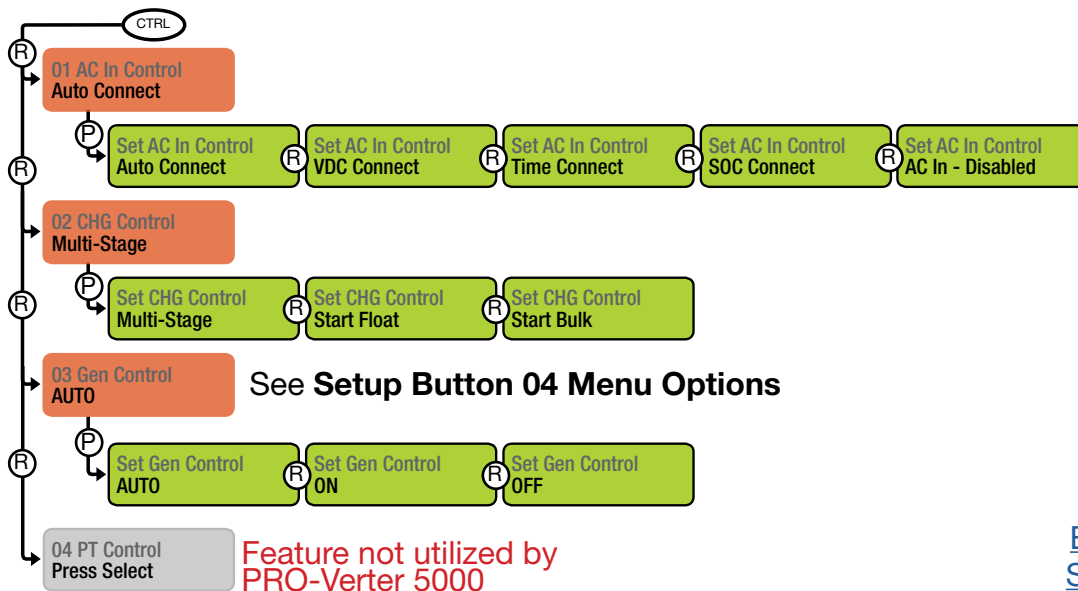 CTRL
R
01 AC In Control
Auto Connect
P
Set AC In Control
Auto Connect
R
Set AC In Control
VDC Connect
R
Set AC In Control
Time Connect
R
Set AC In Control
SOC Connect
R
Set AC In Control
AC In - Disabled
R
02 CHG Control
Multi-Stage
P
Set CHG Control
Multi-Stage
R
Set CHG Control
Start Float
R
Set CHG Control
Start Bulk
R
03 Gen Control
AUTO
See Setup Button 04 Menu Options
P
Set Gen Control
AUTO
R
Set Gen Control
ON
R
Set Gen Control
OFF
R
04 PT Control
Press Select
Feature not utilized by
PRO-Verter 5000